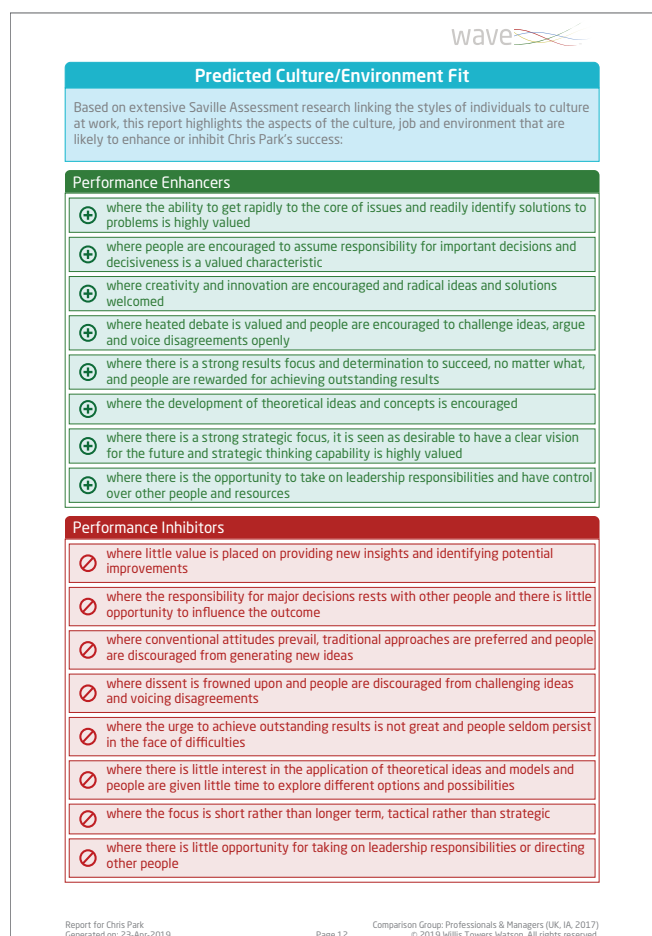 wave
Predicted Culture/Environment Fit
Based on extensive Saville Assessment research linking the styles of individuals to culture
at work, this report highlights the aspects of the culture, job and environment that are
likely to enhance or inhibit Chris Park's success:
Performance Enhancers
where the ability to get rapidly to the core of issues and readily identify solutions to
problems is highly valued
where people are encouraged to assume responsibility for important decisions and
decisiveness is a valued characteristic
where creativity and innovation are encouraged and radical ideas and solutions
welcomed
where heated debate is valued and people are encouraged to challenge ideas, argue
and voice disagreements openly
where there is a strong results focus and determination to succeed, no matter what,
and people are rewarded for achieving outstanding results
where the development of theoretical ideas and concepts is encouraged
where there is a strong strategic focus, it is seen as desirable to have a clear vision
for the future and strategic thinking capability is highly valued
where there is the opportunity to take on leadership responsibilities and have control
over other people and resources
Performance Inhibitors
where little value is placed on providing new insights and identifying potential
improvements
where the responsibility for major decisions rests with other people and there is little
opportunity to influence the outcome
where conventional attitudes prevail, traditional approaches are preferred and people
are discouraged from generating new ideas
where dissent is frowned upon and people are discouraged from challenging ideas
and voicing disagreements
where the urge to achieve outstanding results is not great and people seldom persist
in the face of difficulties
where there is little interest in the application of theoretical ideas and models and
people are given little time to explore different options and possibilities
where the focus is short rather than longer term, tactical rather than strategic
where there is little opportunity for taking on leadership responsibilities or directing
other people
Report for Chris Park Comparison Group: Professionals & Managers (UK, IA, 2017)
Generated on: 23-Apr-2019 Page 12 © 2019 Willis Towers Watson. All rights reserved.